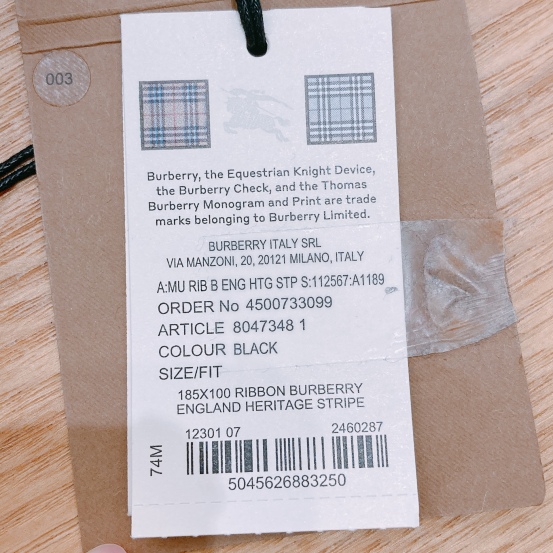 003
Burberry, the Equestrian Knight Device,
the Burberry Check, and the Thomas
Burberry Monogram and Print are trade
marks belonging to Burberry Limited.
BURBERRY ITALY SRL
VIA MANZONI, 20, 20121 MILANO, ITALY
A:MU RIB B ENG HTG STP S:112567:A1189
ORDER No 4500733099
ARTICLE 8047348 1
COLOUR BLACK
SIZE/FIT
185X100 RIBBON BURBERRY
ENGLAND HERITAGE STRIPE
12301 07 2460287
74M
5045626883250